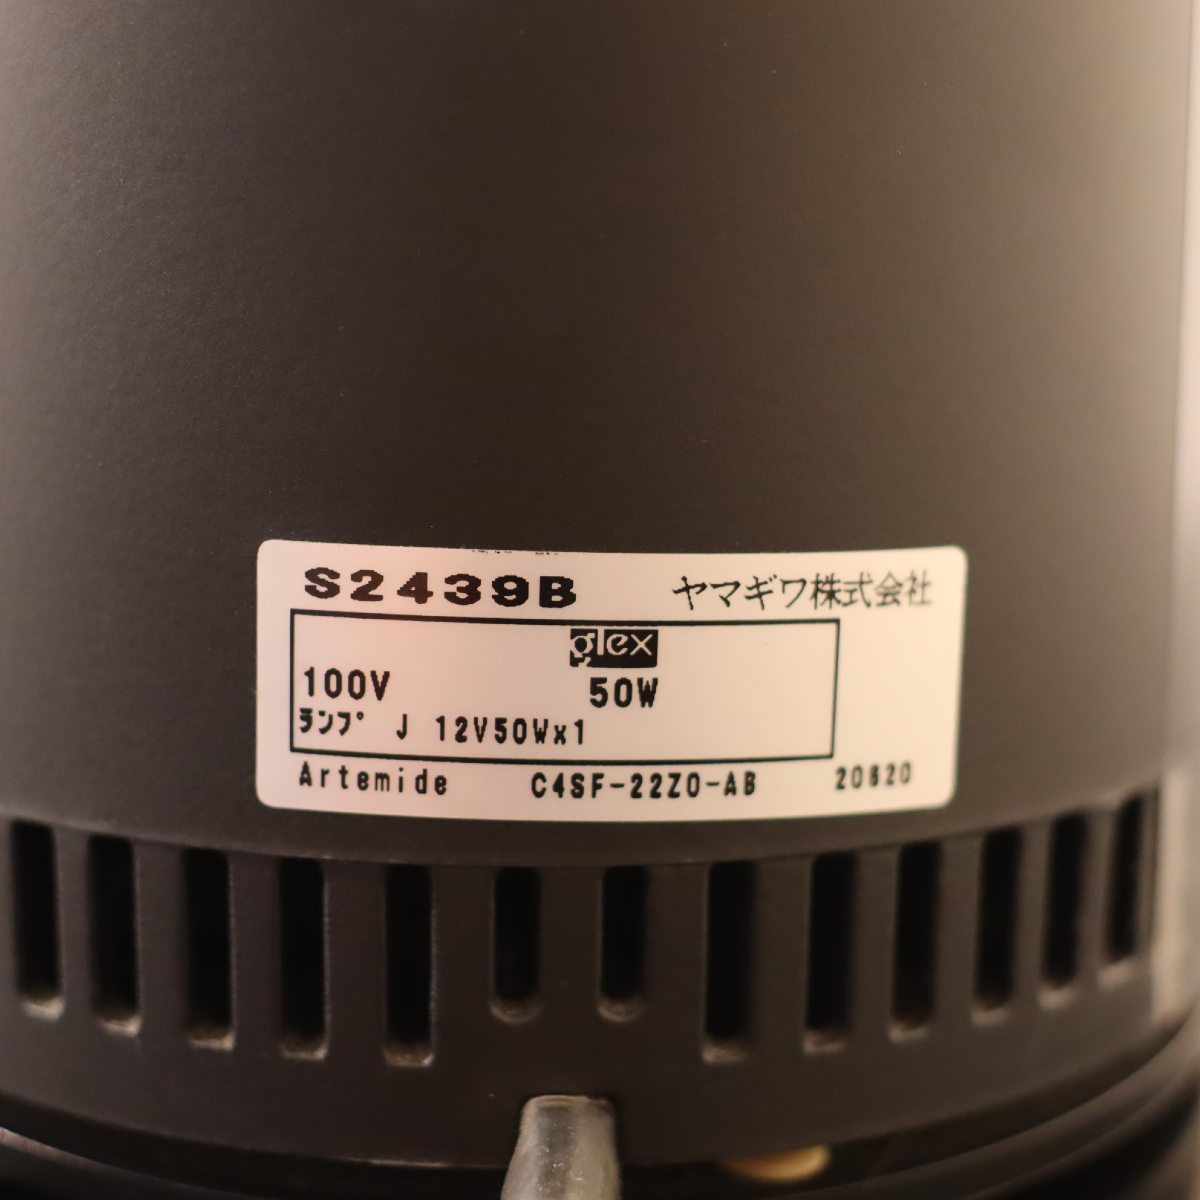 S2439B ヤマギワ株式会社
glex
100V 50W
ランプ J 12V50Wx1
Artemide C4SF-22Z0-AB 20620